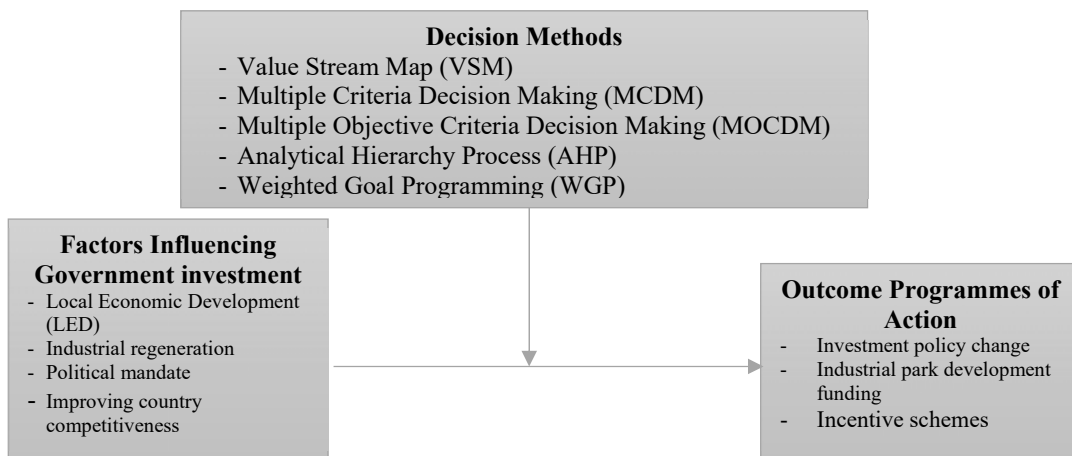 Decision Methods
- Value Stream Map (VSM)
- Multiple Criteria Decision Making (MCDM)
- Multiple Objective Criteria Decision Making (MOCDM)
- Analytical Hierarchy Process (AHP)
- Weighted Goal Programming (WGP)
Factors Influencing
Government investment
- Local Economic Development
(LED)
- Industrial regeneration
- Political mandate
- Improving country
competitiveness
Outcome Programmes of
Action
- Investment policy change
- Industrial park development
funding
- Incentive schemes